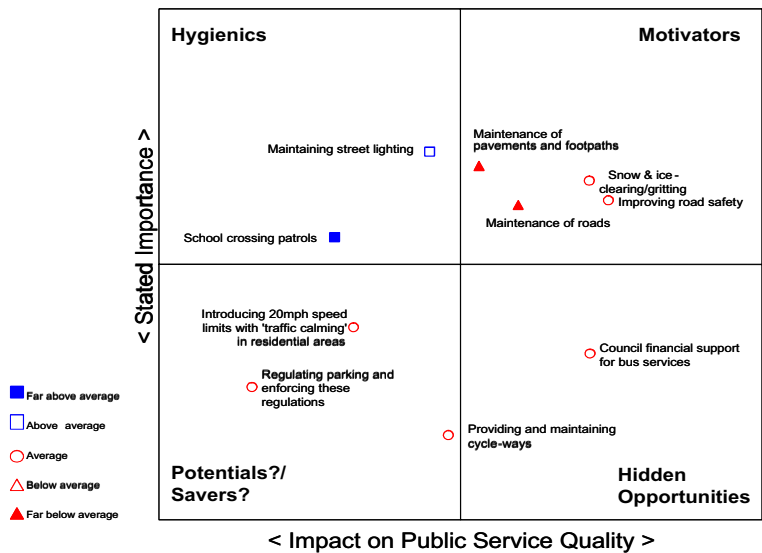 Hygienics
Motivators
Maintenance of
pavements and footpaths
Maintaining street lighting
Snow & ice -
clearing/gritting
Improving road safety
Maintenance of roads
School crossing patrols
< Stated Importance >
Introducing 20mph speed
limits with 'traffic calming'
in residential areas
Council financial support
for bus services
Regulating parking and
enforcing these
regulations
Providing and maintaining
cycle-ways
Far above average
Above average
Average
Below average
Far below average
Potentials?/
Savers?
Hidden
Opportunities
< Impact on Public Service Quality >